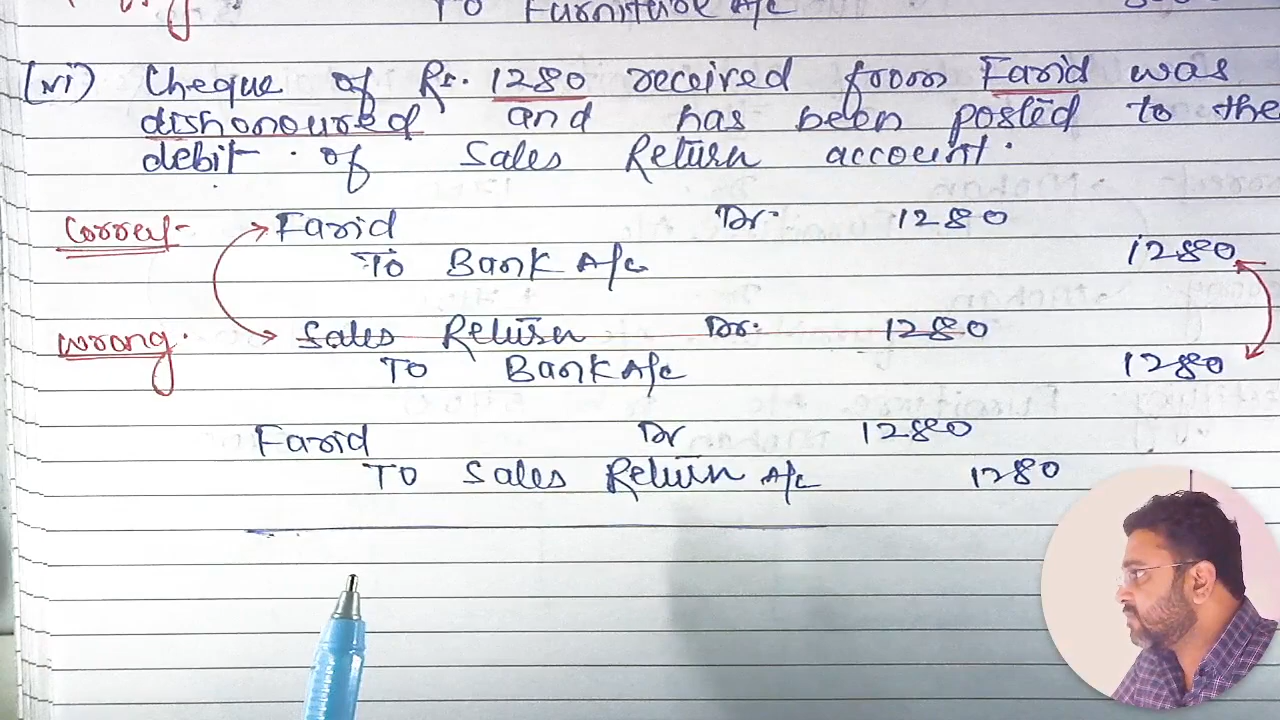 To Furniture A/c
(vi) Cheque of Rs. 1280 received from Farid was
dishonoured and has been posted to the
debit of Sales Return account.
Correct Farid Dr. 1280
To Bank A/c 1280
Wrong. Sales Return Dr. 1280
To Bank A/c 1280
Farid Dr 1280
To Sales Return A/c 1280